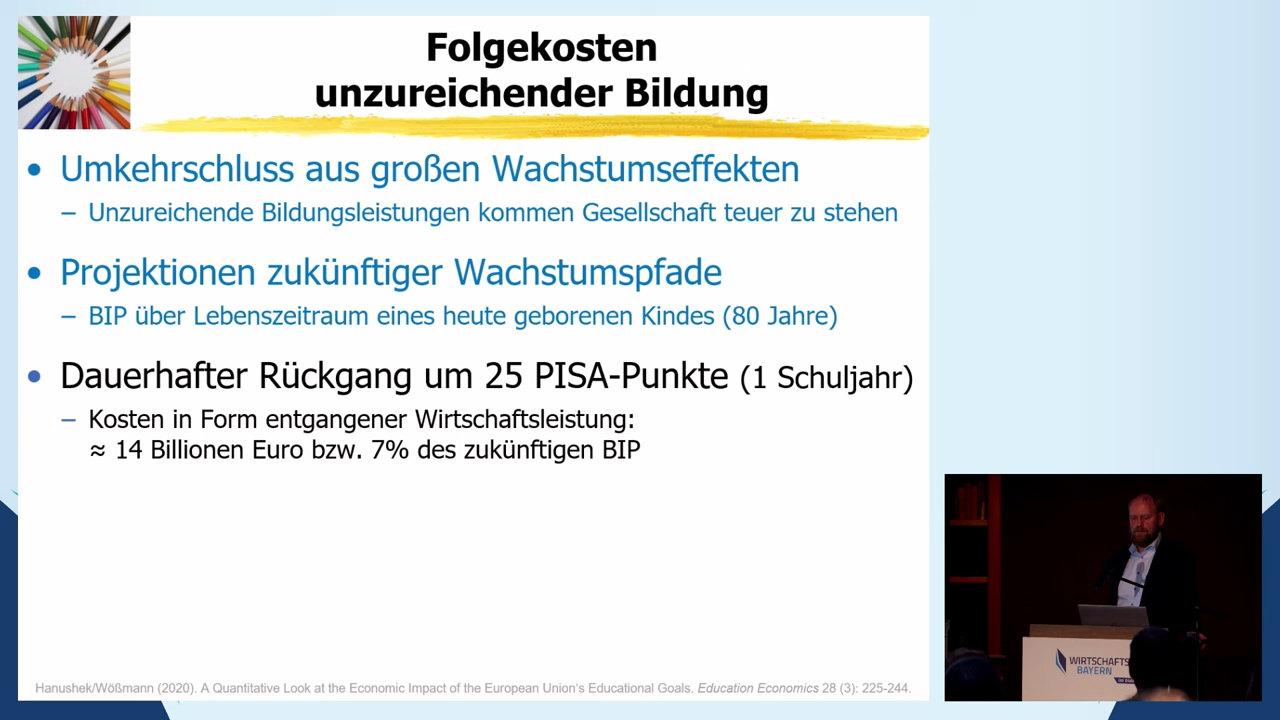 Folgekosten
unzureichender Bildung
• Umkehrschluss aus großen Wachstumseffekten
– Unzureichende Bildungsleistungen kommen Gesellschaft teuer zu stehen
• Projektionen zukünftiger Wachstumspfade
– BIP über Lebenszeitraum eines heute geborenen Kindes (80 Jahre)
• Dauerhafter Rückgang um 25 PISA-Punkte (1 Schuljahr)
– Kosten in Form entgangener Wirtschaftsleistung:
≈ 14 Billionen Euro bzw. 7% des zukünftigen BIP
Hanushek/Wößmann (2020). A Quantitative Look at the Economic Impact of the European Union's Educational Goals. Education Economics 28 (3): 225-244.
WIRTSCHAFTS
BAYERN